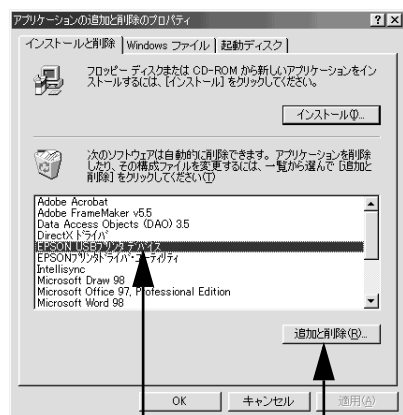 アプリケーションの追加と削除のプロパティ
インストールと削除
Windows ファイル
起動ディスク
フロッピー ディスクまたは CD-ROM から新しいアプリケーションをイン
ストールするには、[インストール] をクリックしてください。
インストール(I)...
次のソフトウェアは自動的に削除できます。アプリケーションを削除
したり、その構成ファイルを変更するには、一覧から選んで [追加と
削除] をクリックしてください(T)
Adobe Acrobat
Adobe FrameMaker v5.5
Data Access Objects (DAO) 3.5
DirectX ドライバ
EPSON USBプリンタ デバイス
EPSONプリンタドライバ・ユーティリティ
Intellisync
Microsoft Draw 98
Microsoft Office 97, Professional Edition
Microsoft Word 98
追加と削除(R)...
OK
キャンセル
適用(A)